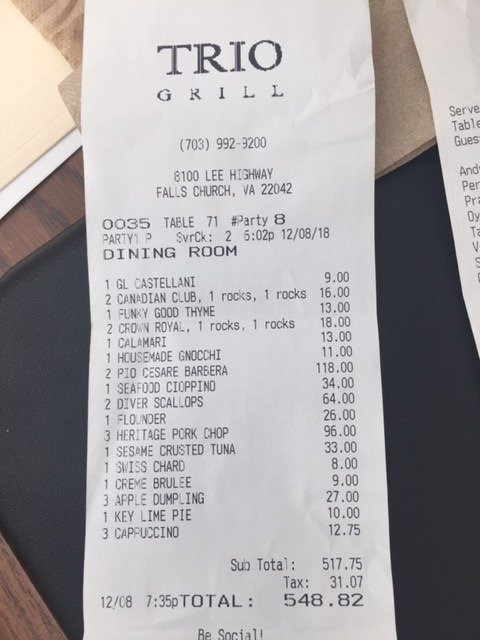 TRIO
GRILL
(703) 992-9200
8100 LEE HIGHWAY
FALLS CHURCH, VA 22042
0035 TABLE 71 #Party 8
PARTY1 P SvrCk: 2 6:02p 12/08/18
DINING ROOM
1 GL CASTELLANI 9.00
2 CANADIAN CLUB, 1 rocks, 1 rocks 16.00
1 FUNKY GOOD THYME 13.00
2 CROWN ROYAL, 1 rocks, 1 rocks 18.00
1 CALAMARI 13.00
1 HOUSEMADE GNOCCHI 11.00
2 PIO CESARE BARBERA 118.00
1 SEAFOOD CIOPPINO 34.00
2 DIVER SCALLOPS 64.00
1 FLOUNDER 26.00
3 HERITAGE PORK CHOP 96.00
1 SESAME CRUSTED TUNA 33.00
1 SWISS CHARD 8.00
1 CREME BRULEE 9.00
3 APPLE DUMPLING 27.00
1 KEY LIME PIE 10.00
3 CAPPUCCINO 12.75
Sub Total: 517.75
Tax: 31.07
12/08 7:35pTOTAL: 548.82
Be Social!
Serve
Table
Gues
And
Per
Pra
Oy
Ta
V
S